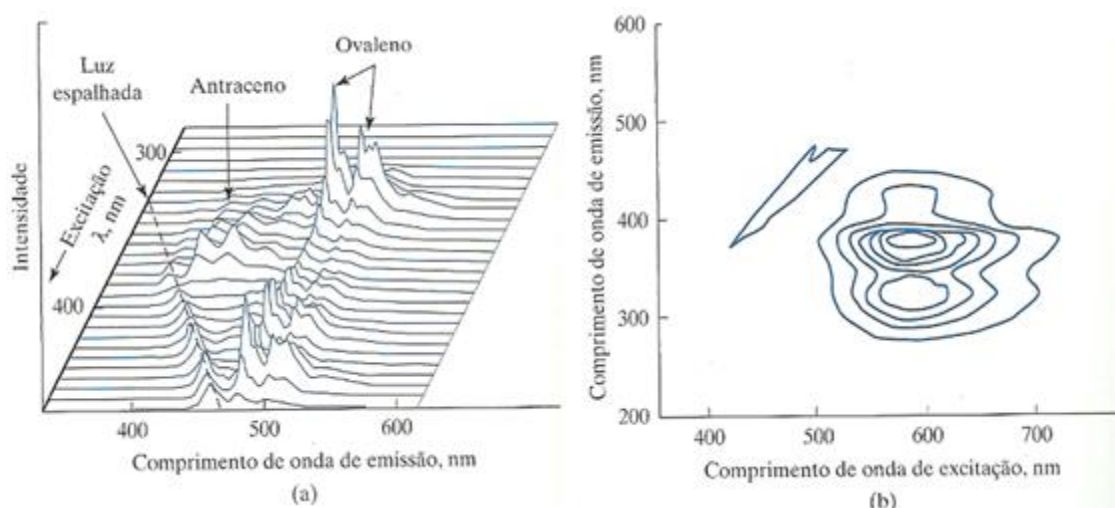 Luz
espalhada
Antraceno
Ovaleno
Intensidade
Excitação
λ, nm
300
400
400 500 600
Comprimento de onda de emissão, nm
(a)
Comprimento de onda de emissão, nm
600
500
400
300
200
400 500 600 700
Comprimento de onda de excitação, nm
(b)